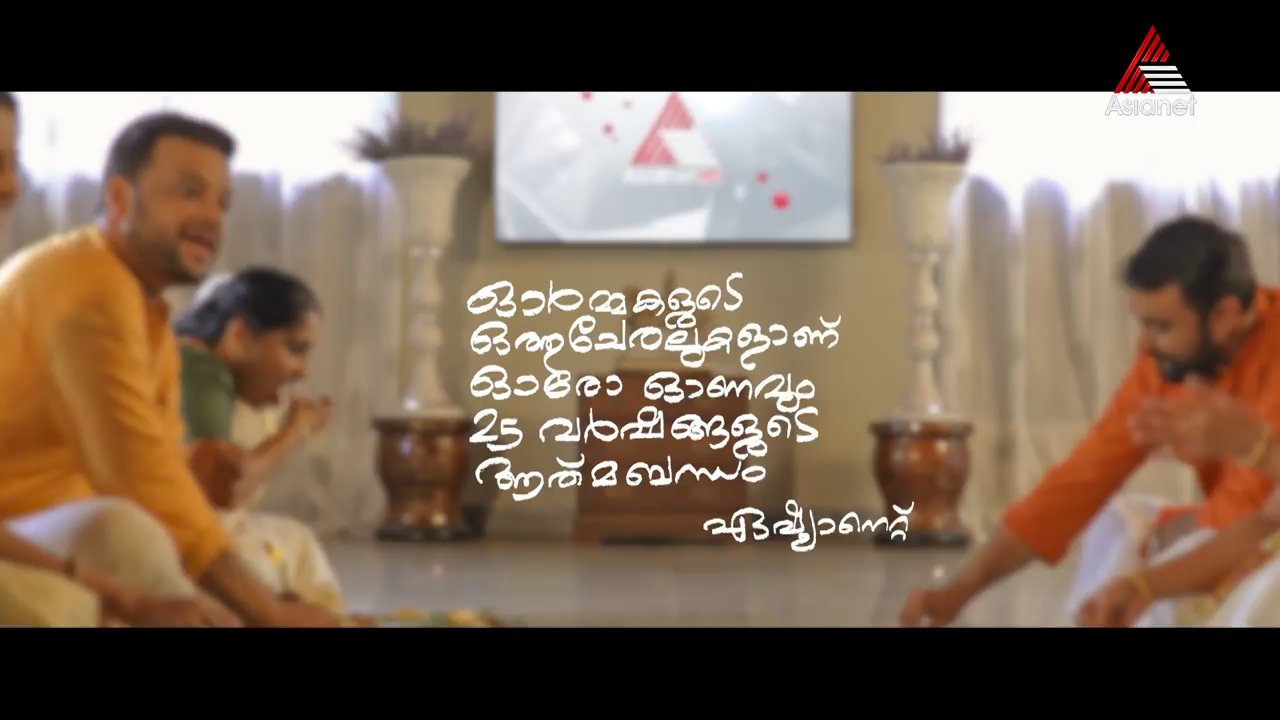 Asianet
ഓർമ്മകളുടെ
ഒത്തുചേരലുകളാണ്
ഓരോ ഓണവും
25 വർഷങ്ങളുടെ
ആത്മബന്ധം
ഏഷ്യാനെറ്റ്